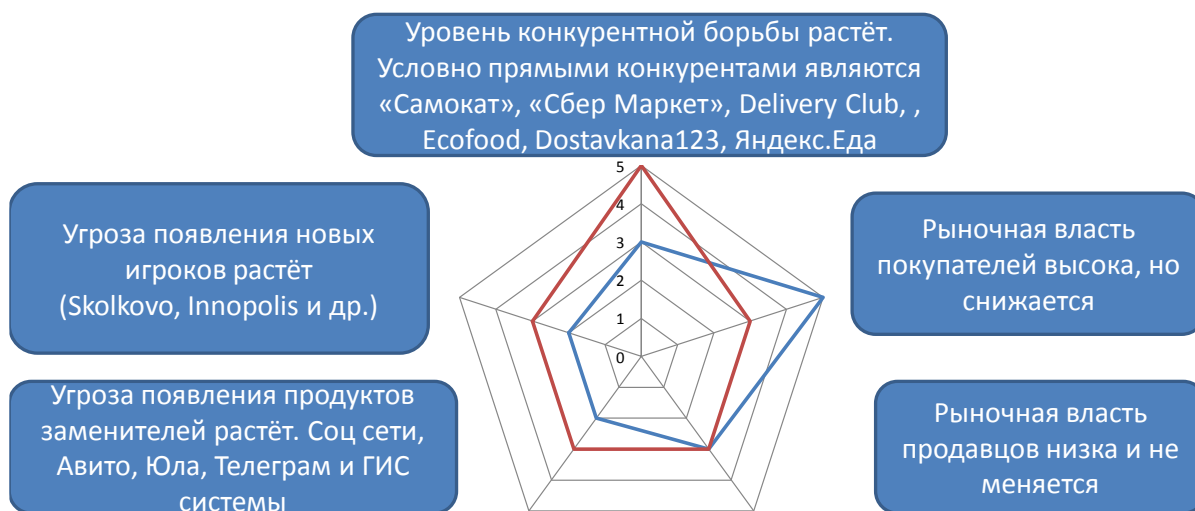 Уровень конкурентной борьбы растёт.
Условно прямыми конкурентами являются
«Самокат», «Сбер Маркет», Delivery Club, ,
Ecofood, Dostavkana123, Яндекс.Еда
5
4
3
2
1
0
Угроза появления новых
игроков растёт
(Skolkovo, Innopolis и др.)
Рыночная власть
покупателей высока, но
снижается
Угроза появления продуктов
заменителей растёт. Соц сети,
Авито, Юла, Телеграм и ГИС
системы
Рыночная власть
продавцов низка и не
меняется